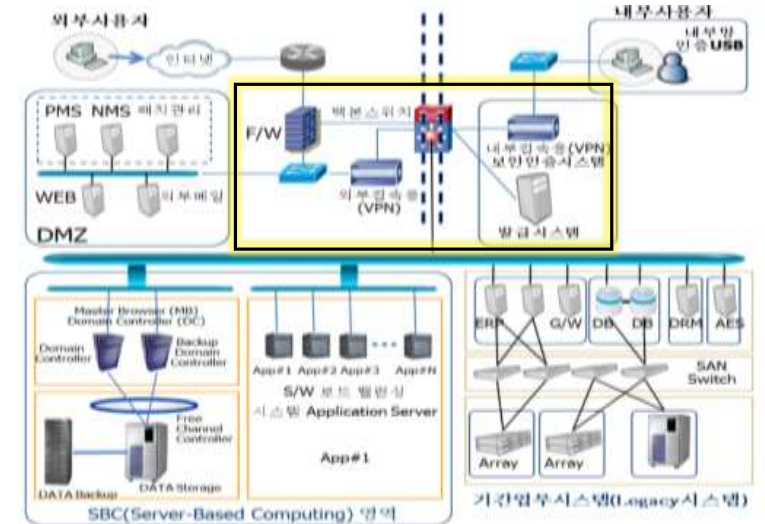 외부사용자
내부사용자
인터넷
내부망
인증USB
PMS NMS 패치관리
F/W
백본스위치
WEB
외부메일
DMZ
외부접속용
(VPN)
내부접속용(VPN)
보안인증시스템
발급시스템
Master Browser (MB)
Domain Controller (DC)
Domain
Controller
Backup
Domain
Controller
Free
Channel
Controller
DATA Backup
DATA Storage
App#1 App#2 App#3 App#N
S/W 로드 밸런싱
시스템 Application Server
App#1
SBC(Server-Based Computing) 영역
ERP
G/W
DB
DB
DRM
AES
SAN
Switch
Array
Array
기간업무시스템(Legacy시스템)